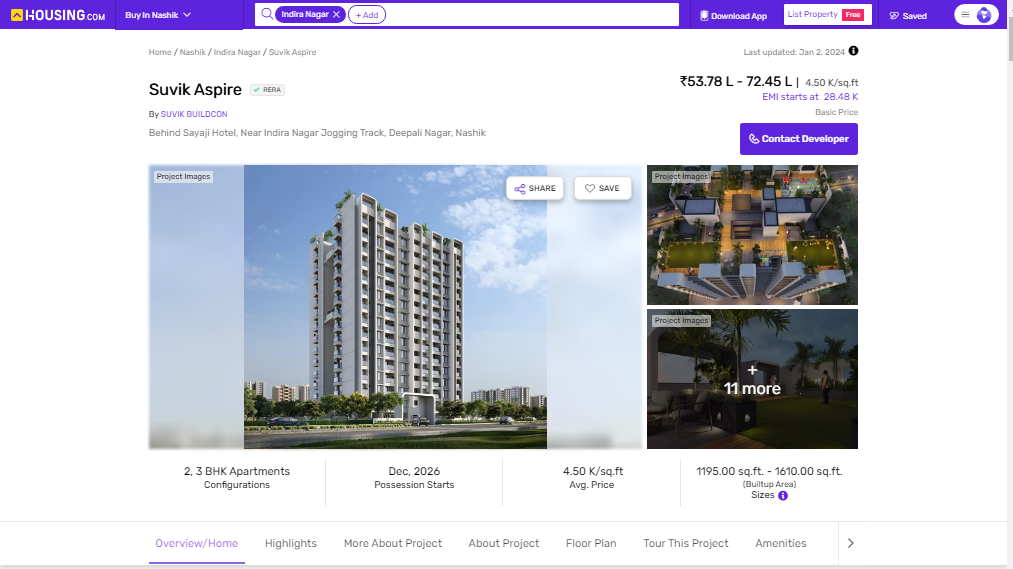 HOUSING.COM
Buy In Nashik
Indira Nagar
+ Add
Download App
List Property Free
Saved
Home / Nashik / Indira Nagar / Suvik Aspire
Last updated: Jan 2, 2024
Suvik Aspire
RERA
₹53.78 L - 72.45 L | 4.50 K/sq.ft
EMI starts at 28.48 K
By SUVIK BUILDCON
Basic Price
Behind Sayaji Hotel, Near Indira Nagar Jogging Track, Deepali Nagar, Nashik
Contact Developer
Project Images
SHARE
SAVE
Project Images
Project Images
+
11 more
2, 3 BHK Apartments
Configurations
Dec, 2026
Possession Starts
4.50 K/sq.ft
Avg. Price
1195.00 sq.ft. - 1610.00 sq.ft.
(Builtup Area)
Sizes
Overview/Home
Highlights
More About Project
About Project
Floor Plan
Tour This Project
Amenities